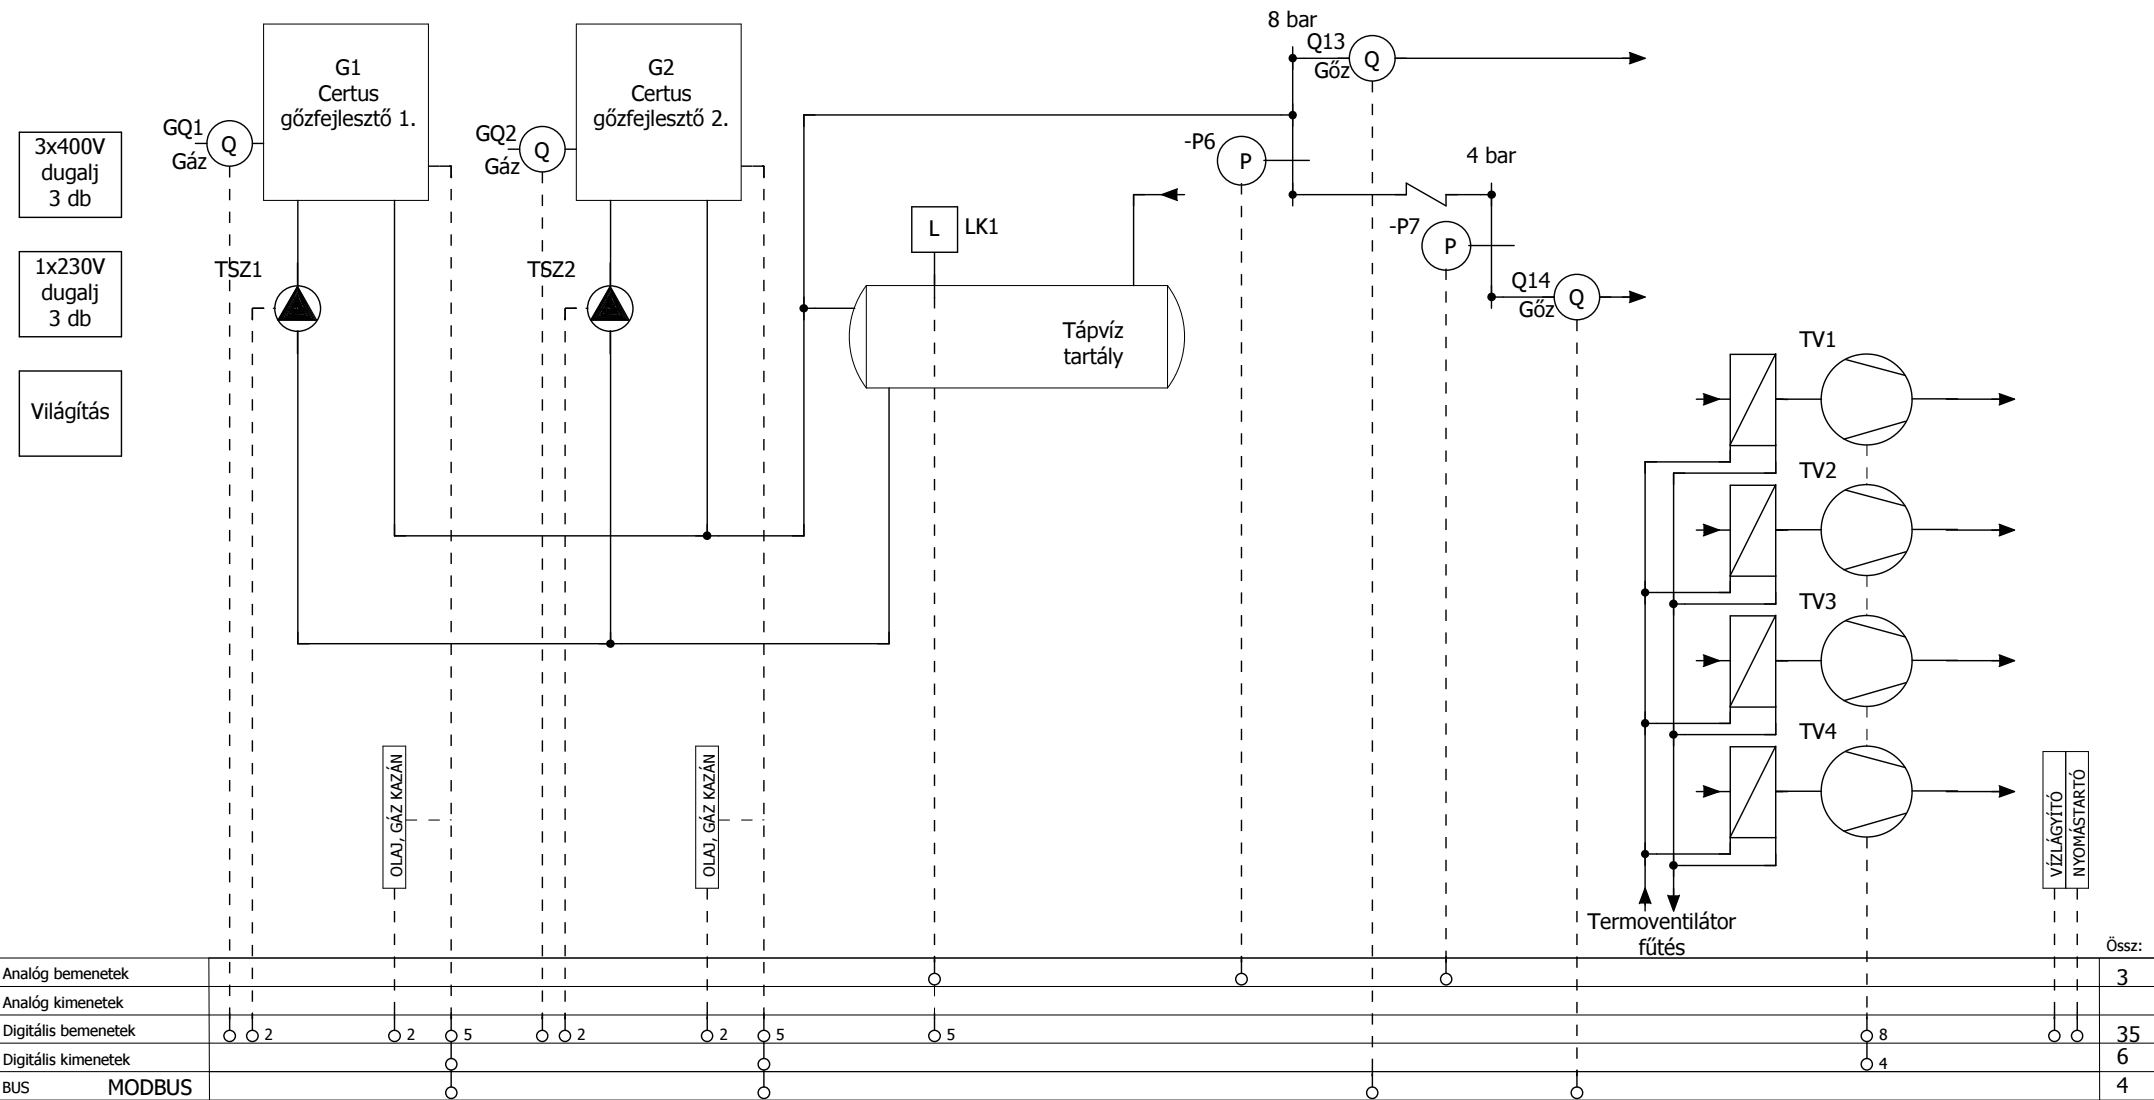 8 bar
Q13
Gőz
Q
G1
Certus
gőzfejlesztő 1.
G2
Certus
gőzfejlesztő 2.
GQ1
Gáz
Q
GQ2
Gáz
Q
3x400V
dugalj
3 db
-P6
P
4 bar
L
LK1
-P7
P
1x230V
dugalj
3 db
TSZ1
TSZ2
Q14
Gőz
Q
Tápvíz
tartály
TV1
Világítás
TV2
TV3
TV4
OLAJ, GÁZ KAZÁN
OLAJ, GÁZ KAZÁN
VÍZLÁGYÍTÓ
NYOMÁSTARTÓ
Termoventilátor
fűtés
Össz:
Analóg bemenetek 3
Analóg kimenetek
Digitális bemenetek 2 2 5 2 2 5 5 8 35
Digitális kimenetek 4 6
BUS MODBUS 4